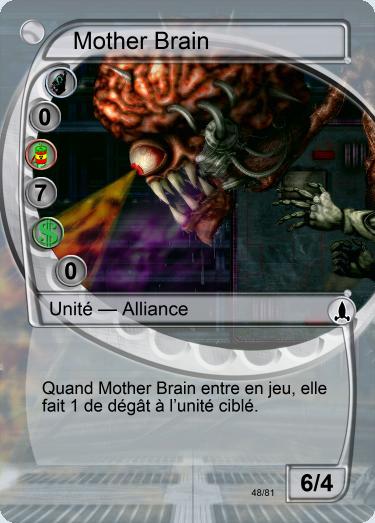 Mother Brain
0
7
$
0
Unité — Alliance
Quand Mother Brain entre en jeu, elle
fait 1 de dégât à l'unité ciblé.
48/81
6/4